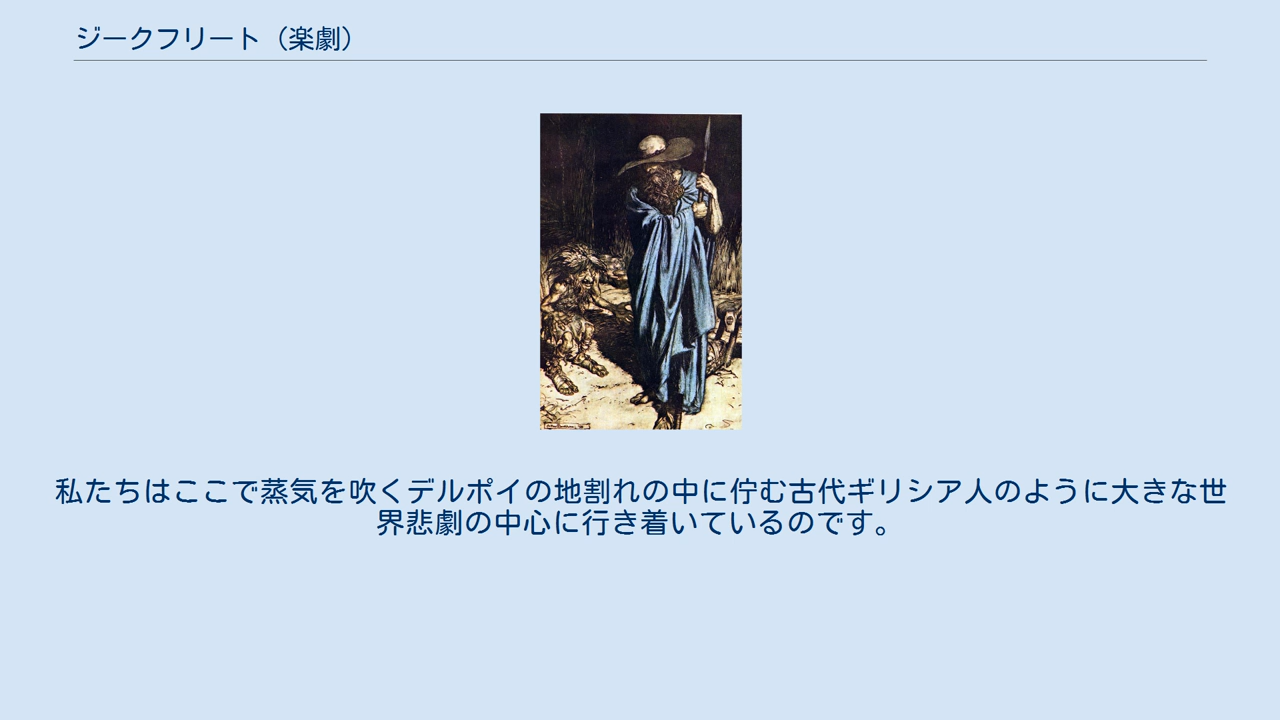 ジークフリート（楽劇）
私たちはここで蒸気を吹くデルポイの地割れの中に佇む古代ギリシア人のように大きな世
界悲劇の中心に行き着いているのです。